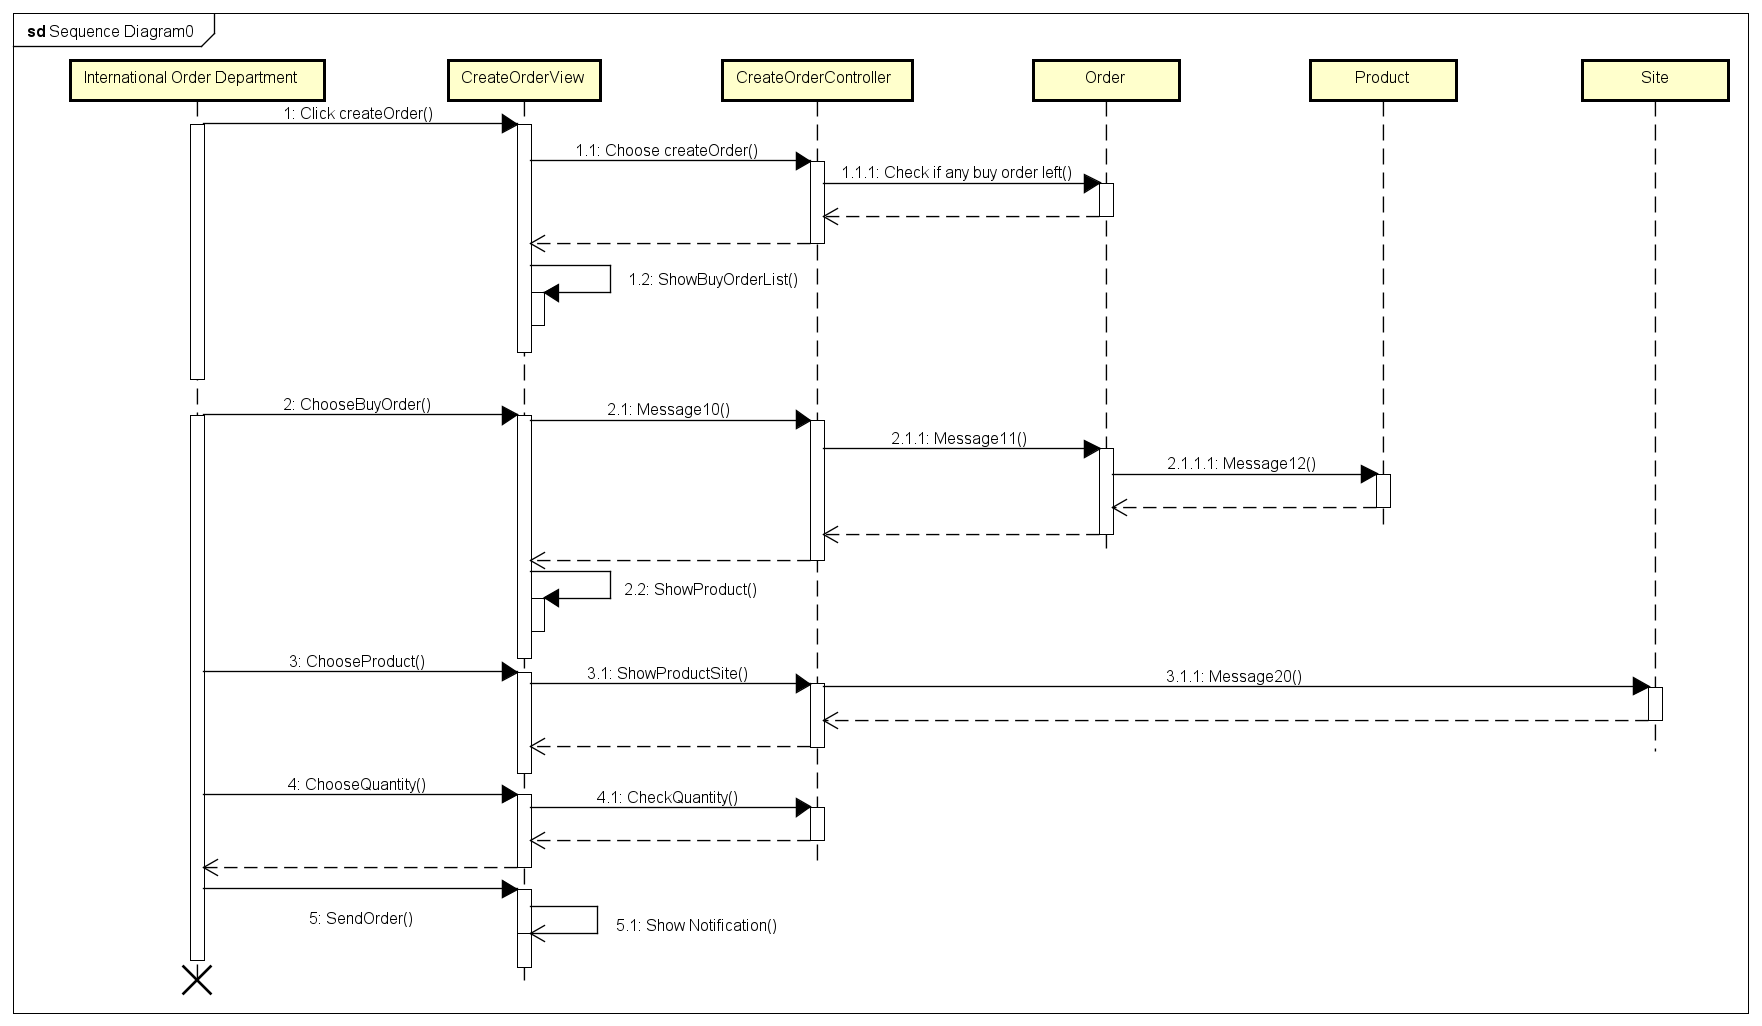 sd Sequence Diagram0
International Order Department
CreateOrderView
CreateOrderController
Order
Product
Site
1: Click createOrder()
1.1: Choose createOrder()
1.1.1: Check if any buy order left()
1.2: ShowBuyOrderList()
2: ChooseBuyOrder()
2.1: Message10()
2.1.1: Message11()
2.1.1.1: Message12()
2.2: ShowProduct()
3: ChooseProduct()
3.1: ShowProductSite()
3.1.1: Message20()
4: ChooseQuantity()
4.1: CheckQuantity()
5: SendOrder()
5.1: Show Notification()